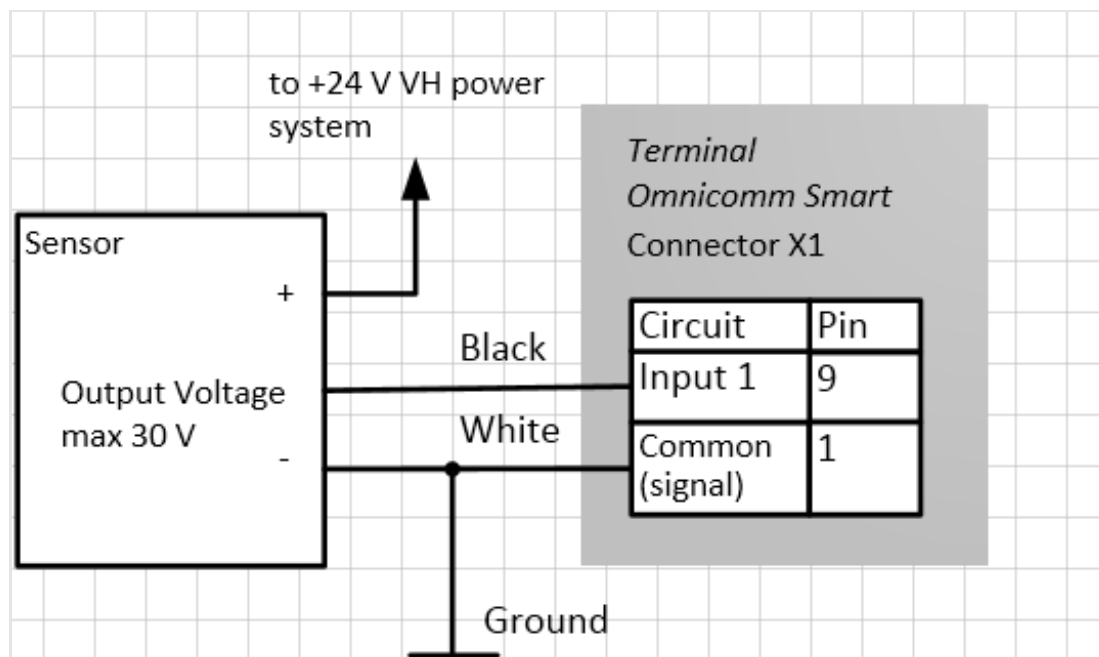 to +24 V VH power
system
Sensor
+
Output Voltage
max 30 V
-
Black
White
Ground
Terminal
Omnicomm Smart
Connector X1
Circuit Pin
Input 1 9
Common 1
(signal)